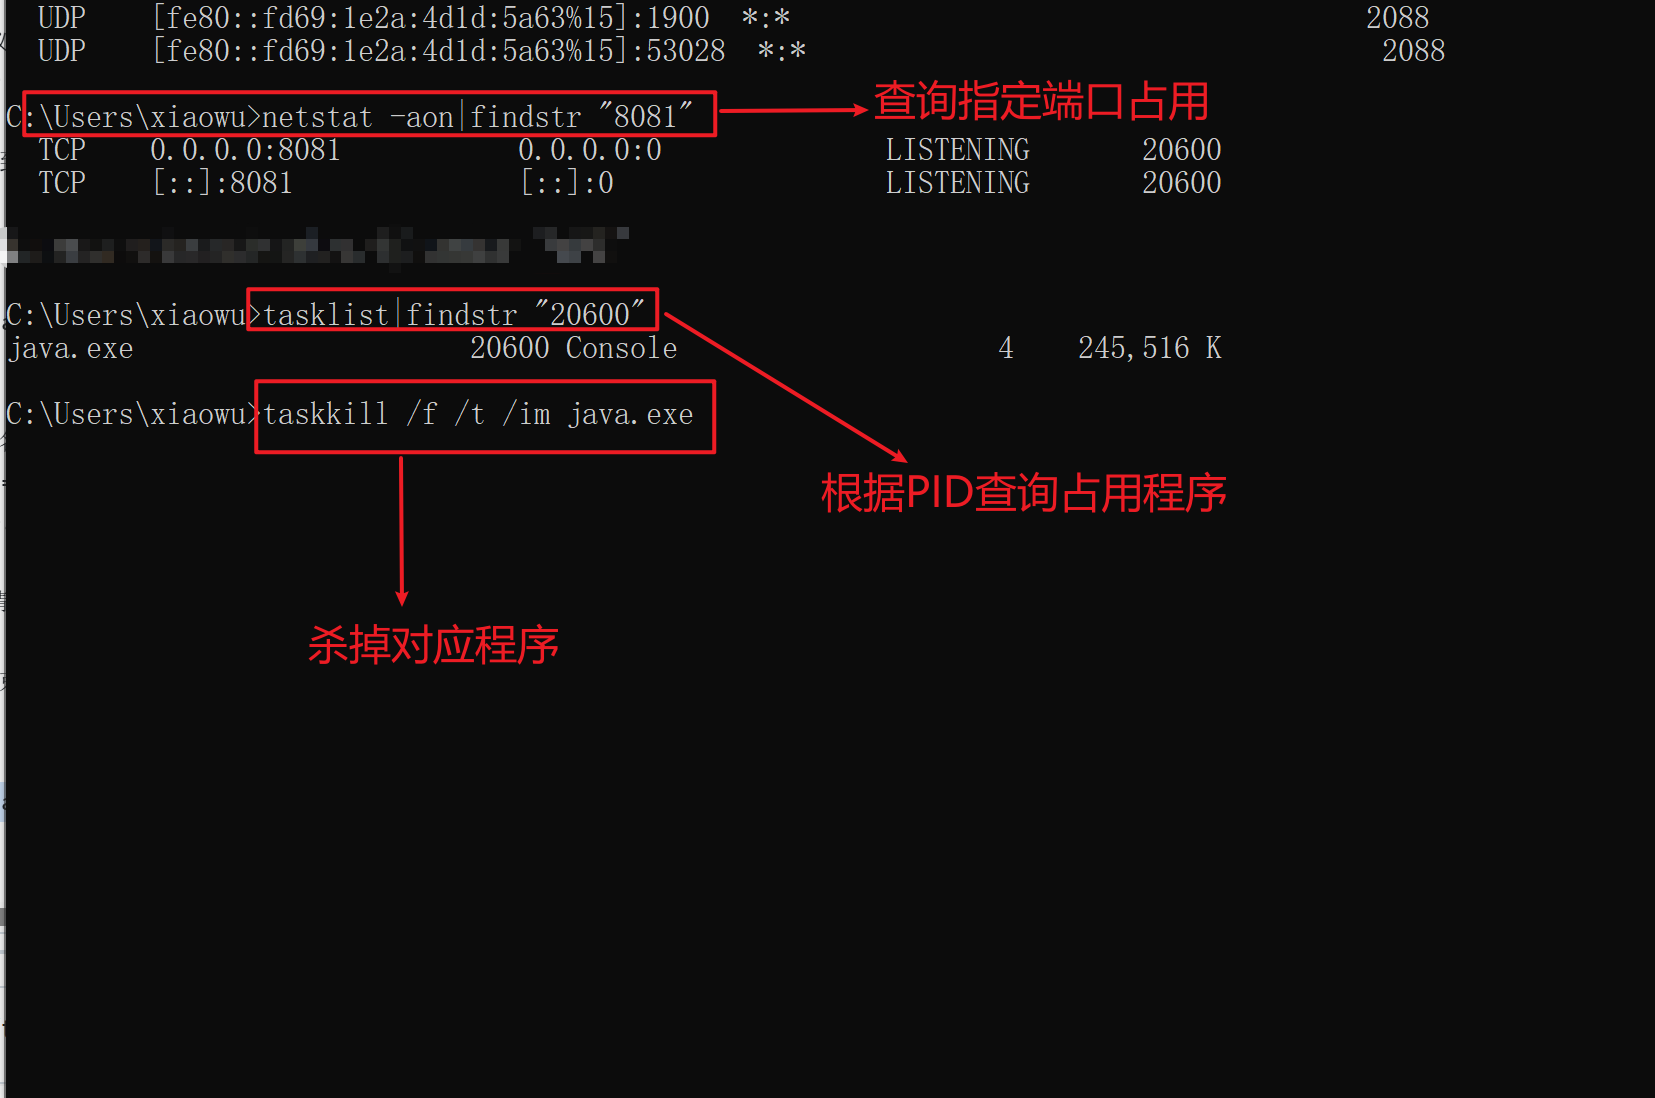 UDP [fe80::fd69:1e2a:4d1d:5a63%15]:1900 *:* 2088
UDP [fe80::fd69:1e2a:4d1d:5a63%15]:53028 *:* 2088
C:\Users\xiaowu>netstat -aon|findstr "8081"
查询指定端口占用
TCP 0.0.0.0:8081 0.0.0.0:0 LISTENING 20600
TCP [::]:8081 [::]:0 LISTENING 20600
C:\Users\xiaowu>tasklist|findstr "20600"
java.exe 20600 Console 4 245,516 K
C:\Users\xiaowu>taskkill /f /t /im java.exe
根据PID查询占用程序
杀掉对应程序